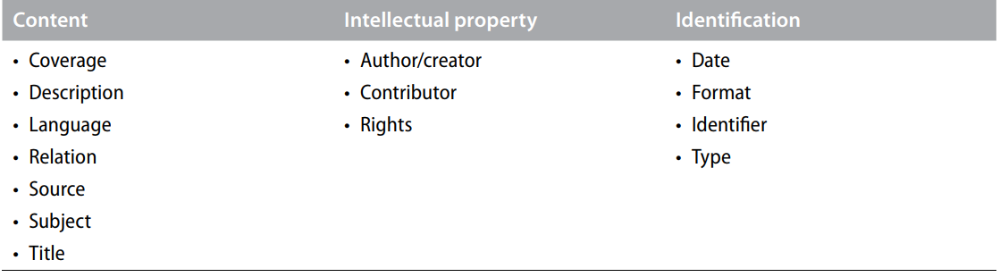 Content Intellectual property Identification
• Coverage • Author/creator • Date
• Description • Contributor • Format
• Language • Rights • Identifier
• Relation • Type
• Source
• Subject
• Title